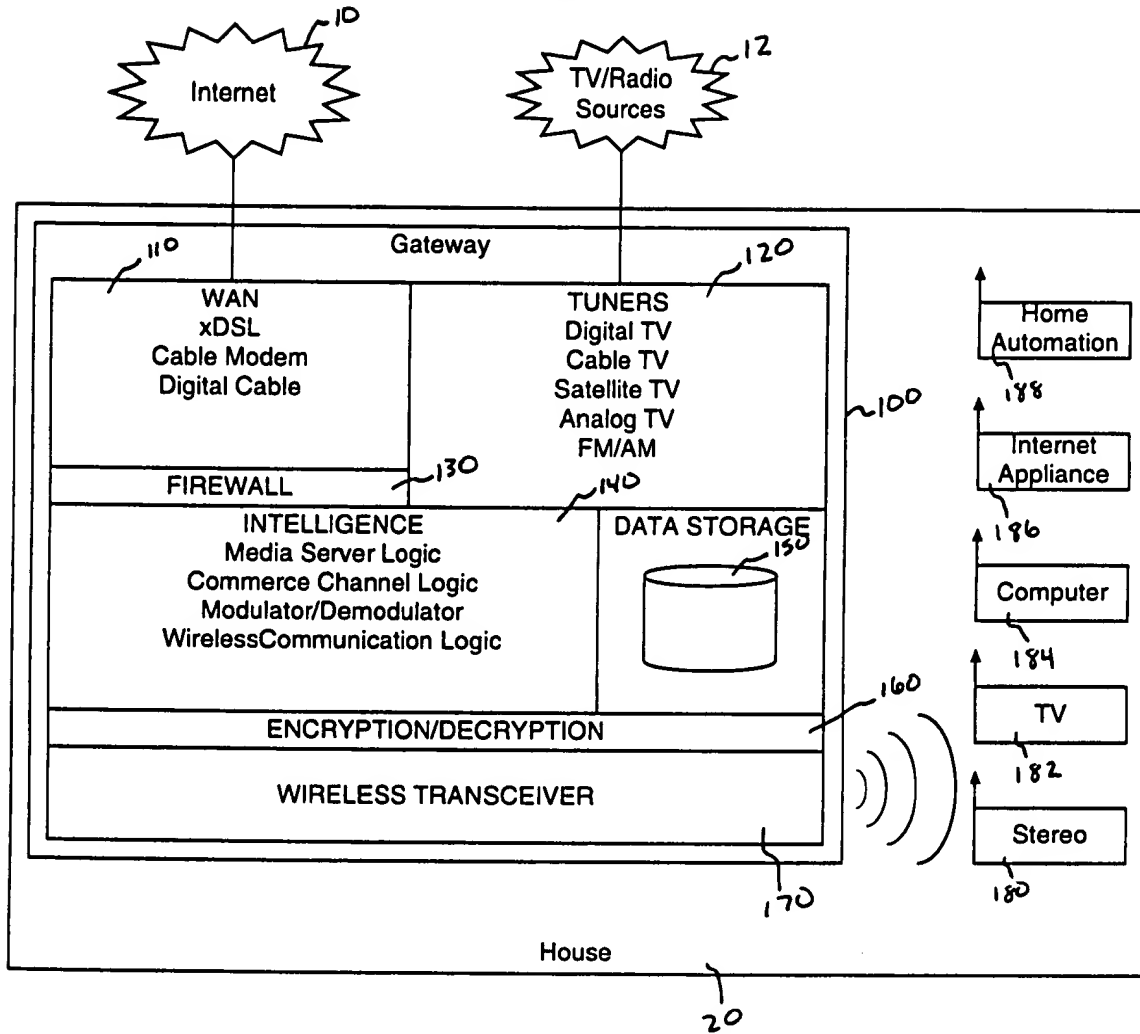 10
Internet
12
TV/Radio
Sources
Gateway
110
WAN
xDSL
Cable Modem
Digital Cable
120
TUNERS
Digital TV
Cable TV
Satellite TV
Analog TV
FM/AM
100
130
FIREWALL
140
INTELLIGENCE
Media Server Logic
Commerce Channel Logic
Modulator/Demodulator
WirelessCommunication Logic
DATA STORAGE
150
160
ENCRYPTION/DECRYPTION
WIRELESS TRANSCEIVER
170
Home
Automation
188
Internet
Appliance
186
Computer
184
TV
182
Stereo
180
House
20